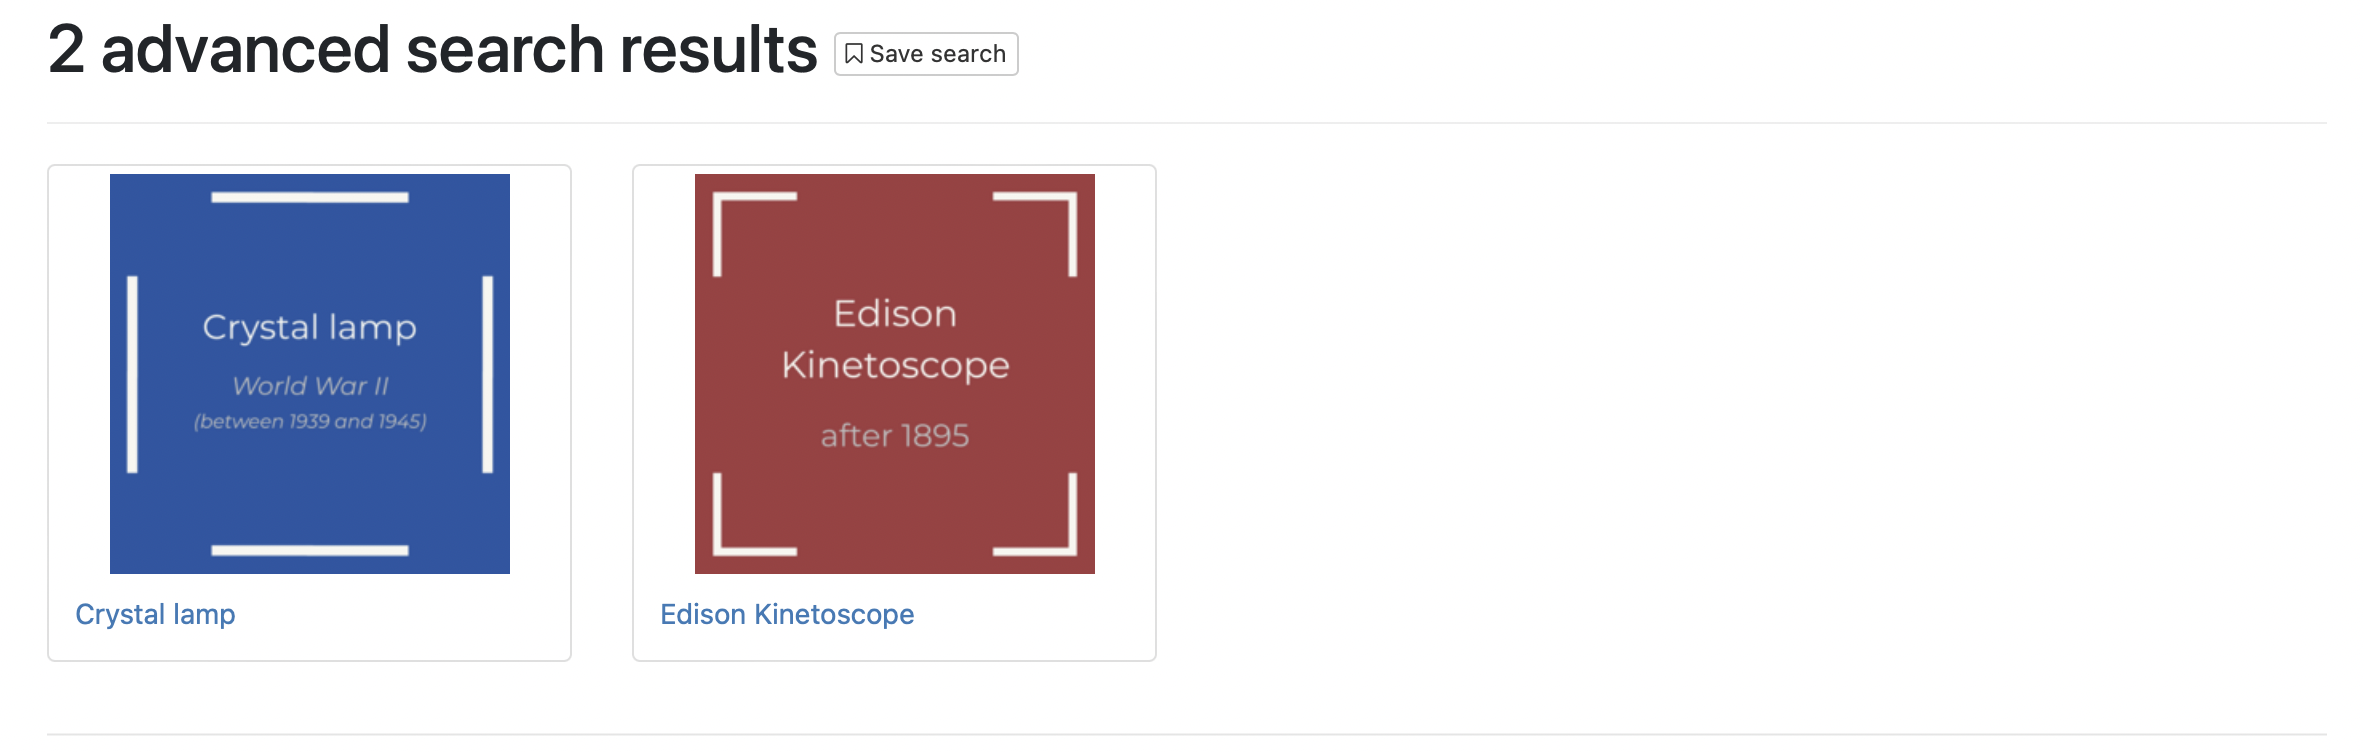 2 advanced search results
Save search
Crystal lamp
World War II
(between 1939 and 1945)
Crystal lamp
Edison
Kinetoscope
after 1895
Edison Kinetoscope